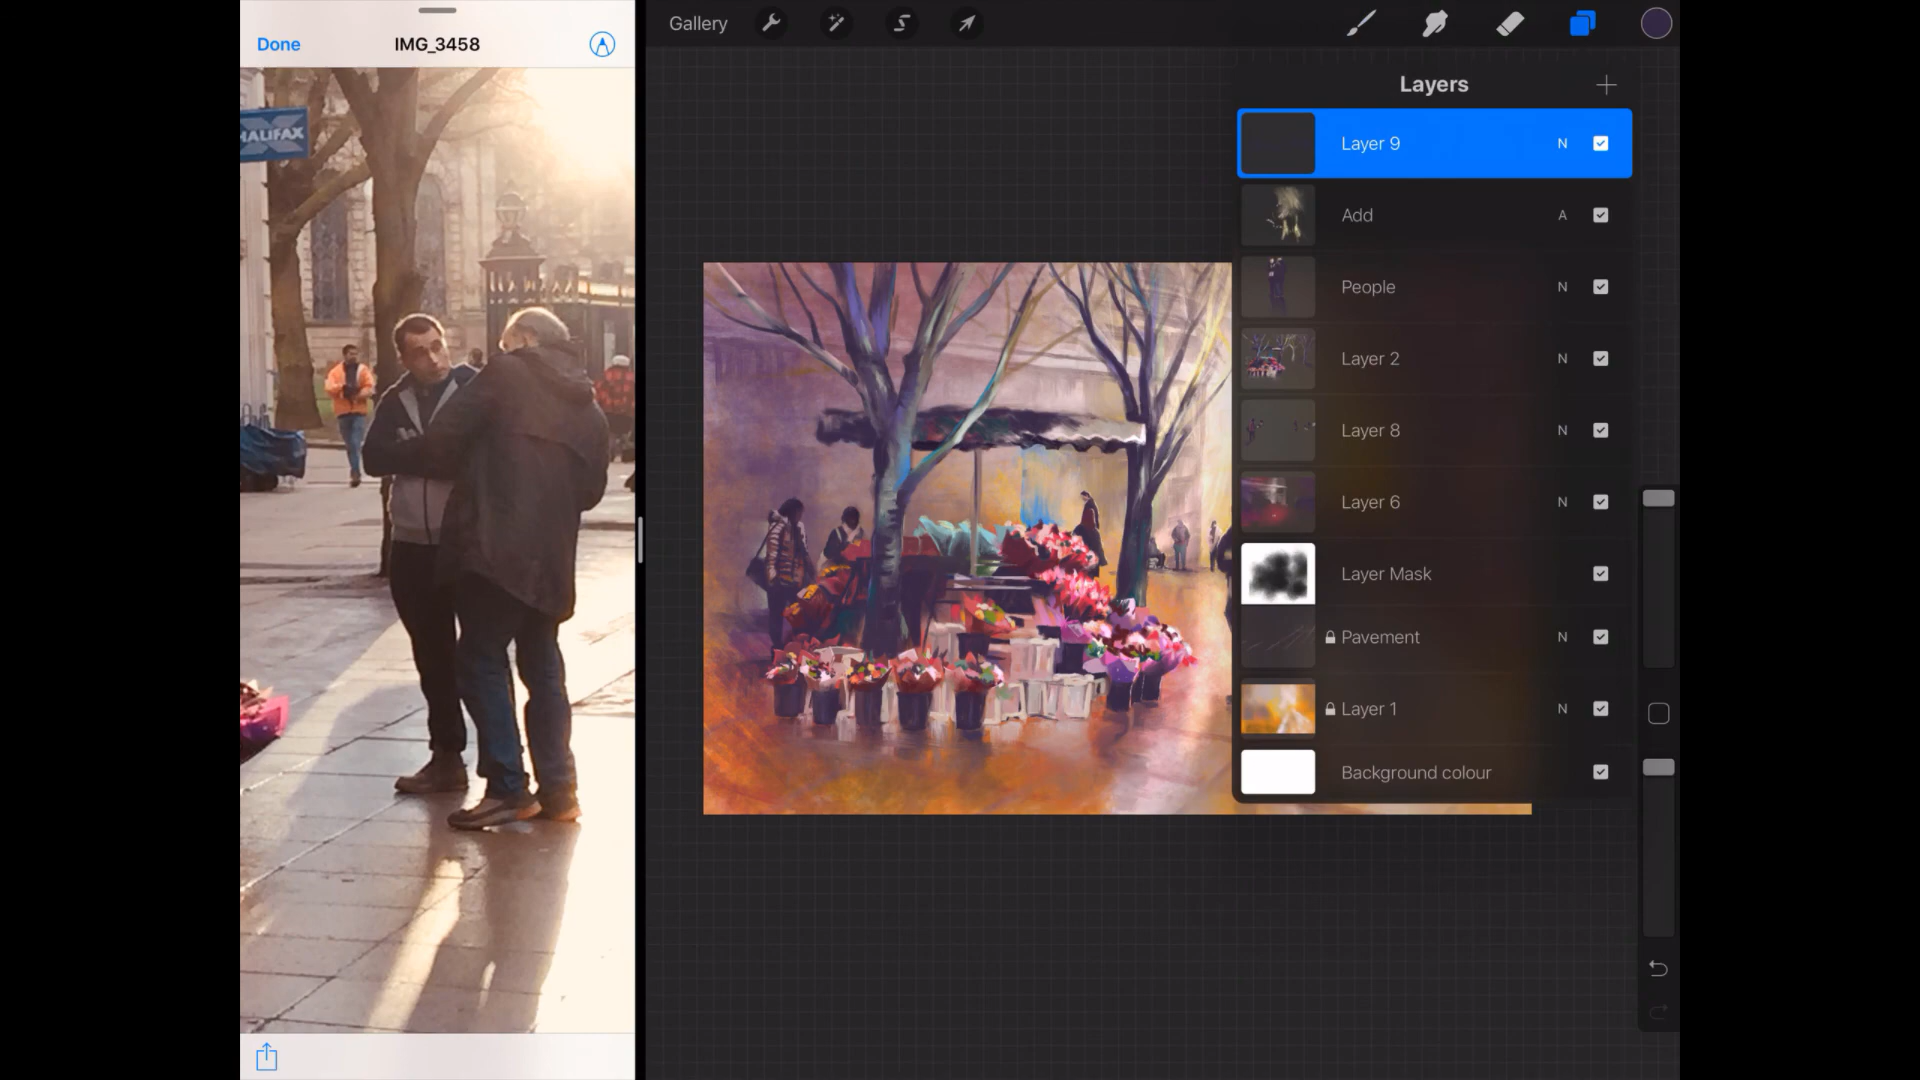 Done
IMG_3458
HALIFAX
Gallery
Layers
Layer 9 N
Add A
People N
Layer 2 N
Layer 8 N
Layer 6 N
Layer Mask
Pavement N
Layer 1 N
Background colour